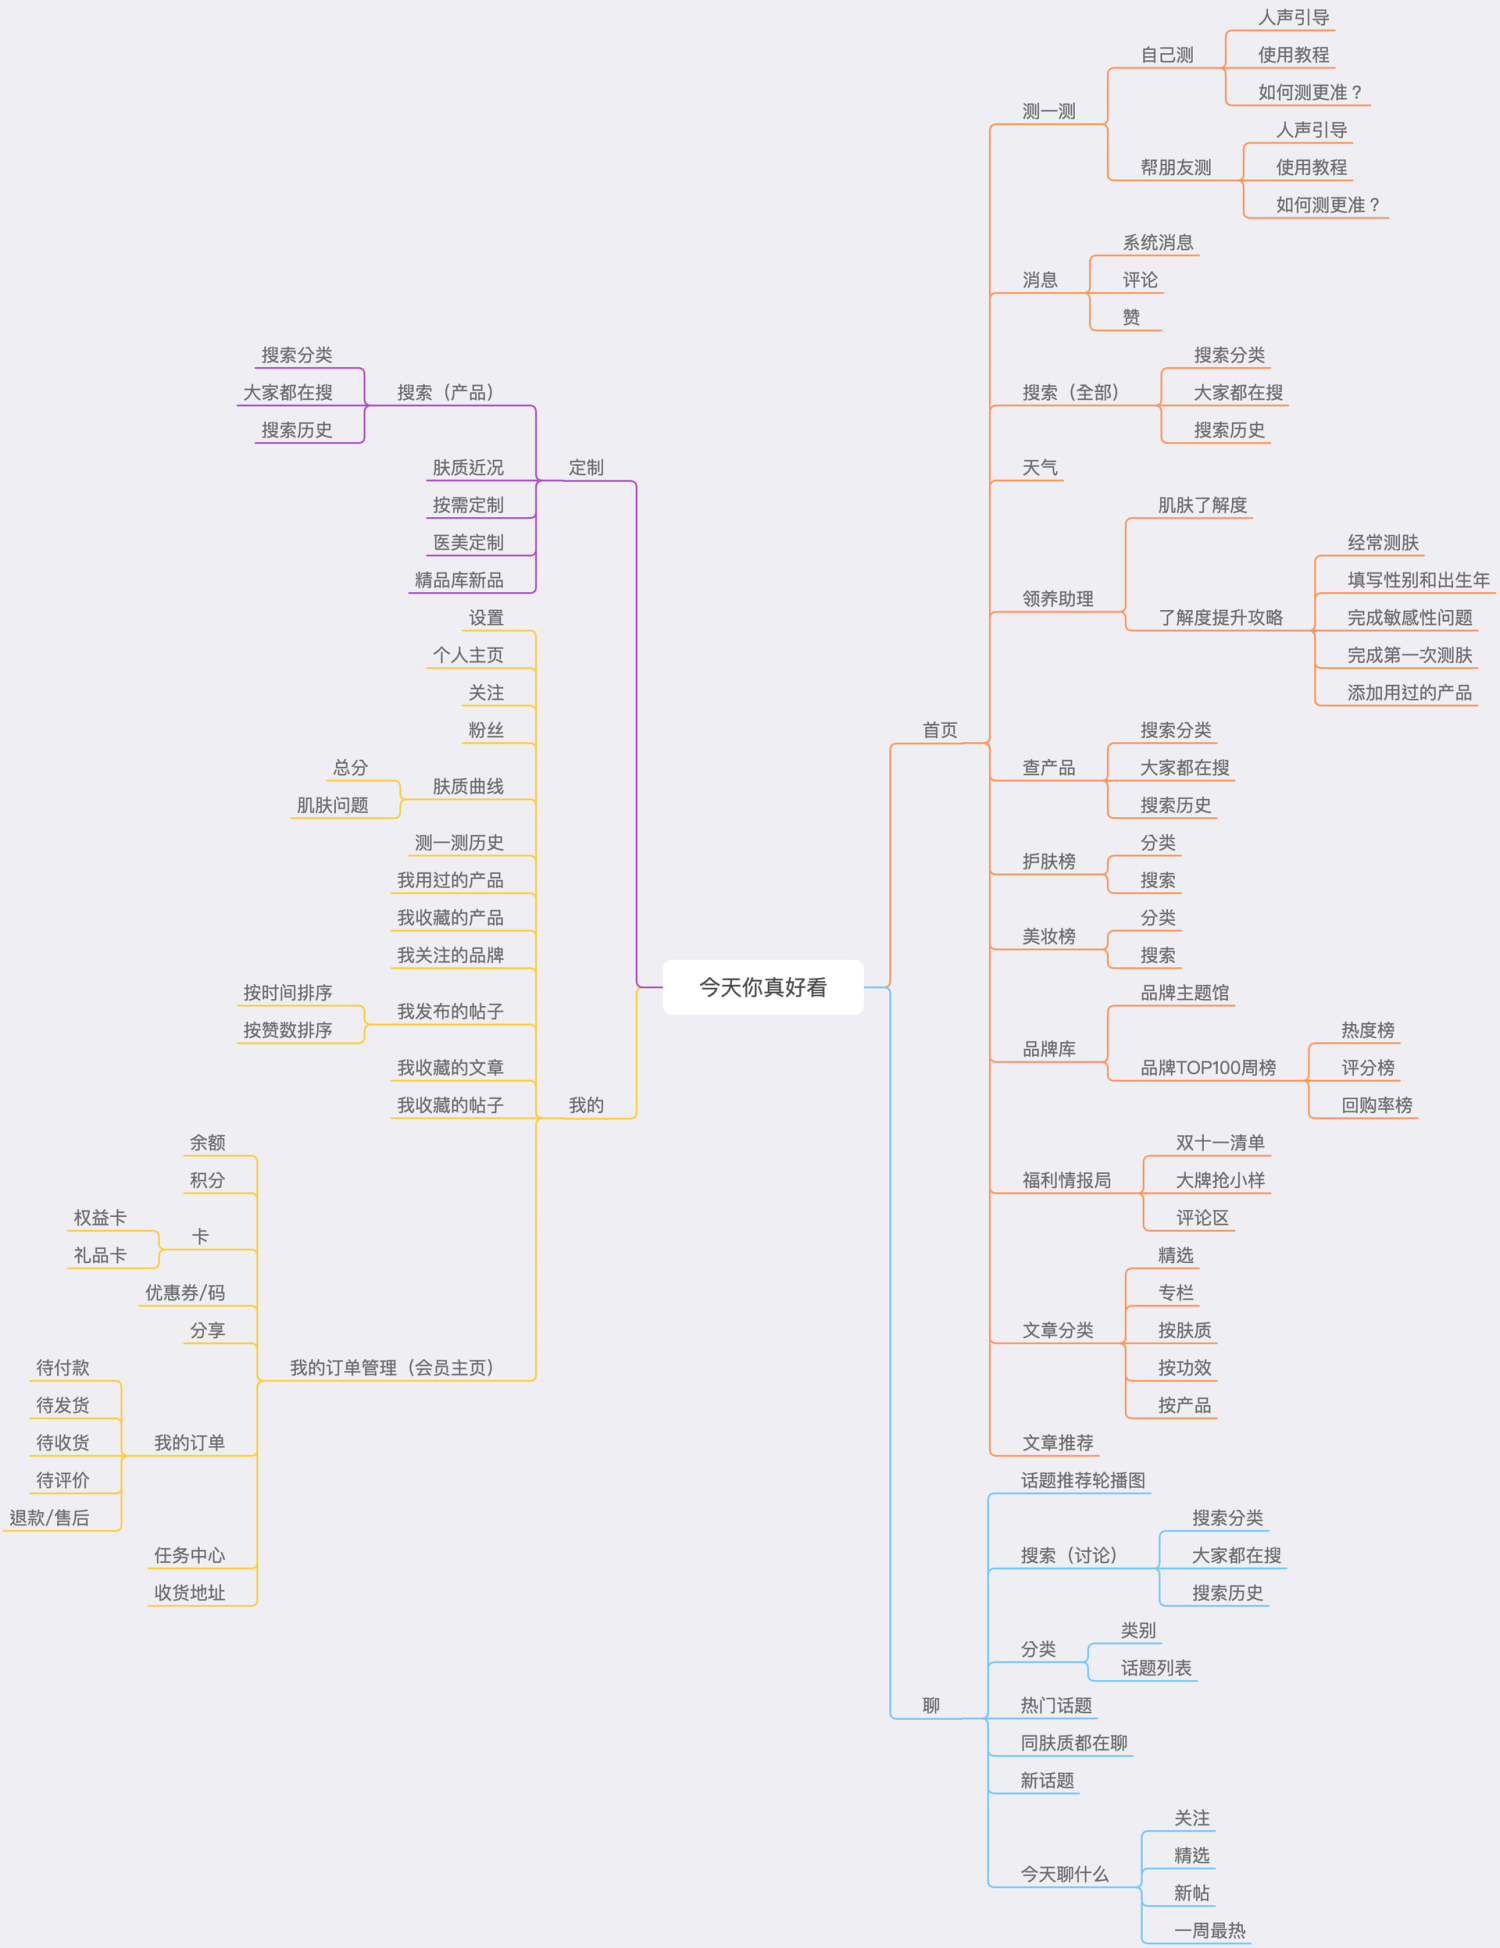 今天你真好看
首页
测一测
自己测
人声引导
使用教程
如何测更准？
帮朋友测
人声引导
使用教程
如何测更准？
消息
系统消息
评论
赞
搜索（全部）
搜索分类
大家都在搜
搜索历史
天气
领养助理
肌肤了解度
了解度提升攻略
经常测肤
填写性别和出生年
完成敏感性问题
完成第一次测肤
添加用过的产品
查产品
搜索分类
大家都在搜
搜索历史
护肤榜
分类
搜索
美妆榜
分类
搜索
品牌库
品牌主题馆
品牌TOP100周榜
热度榜
评分榜
回购率榜
福利情报局
双十一清单
大牌抢小样
评论区
文章分类
精选
专栏
按肤质
按功效
按产品
文章推荐
聊
话题推荐轮播图
搜索（讨论）
搜索分类
大家都在搜
搜索历史
分类
类别
话题列表
热门话题
同肤质都在聊
新话题
今天聊什么
关注
精选
新帖
一周最热
定制
搜索（产品）
搜索分类
大家都在搜
搜索历史
肤质近况
按需定制
医美定制
精品库新品
我的
设置
个人主页
关注
粉丝
肤质曲线
总分
肌肤问题
测一测历史
我用过的产品
我收藏的产品
我关注的品牌
我发布的帖子
按时间排序
按赞数排序
我收藏的文章
我收藏的帖子
我的订单管理（会员主页）
余额
积分
卡
权益卡
礼品卡
优惠券/码
分享
我的订单
待付款
待发货
待收货
待评价
退款/售后
任务中心
收货地址